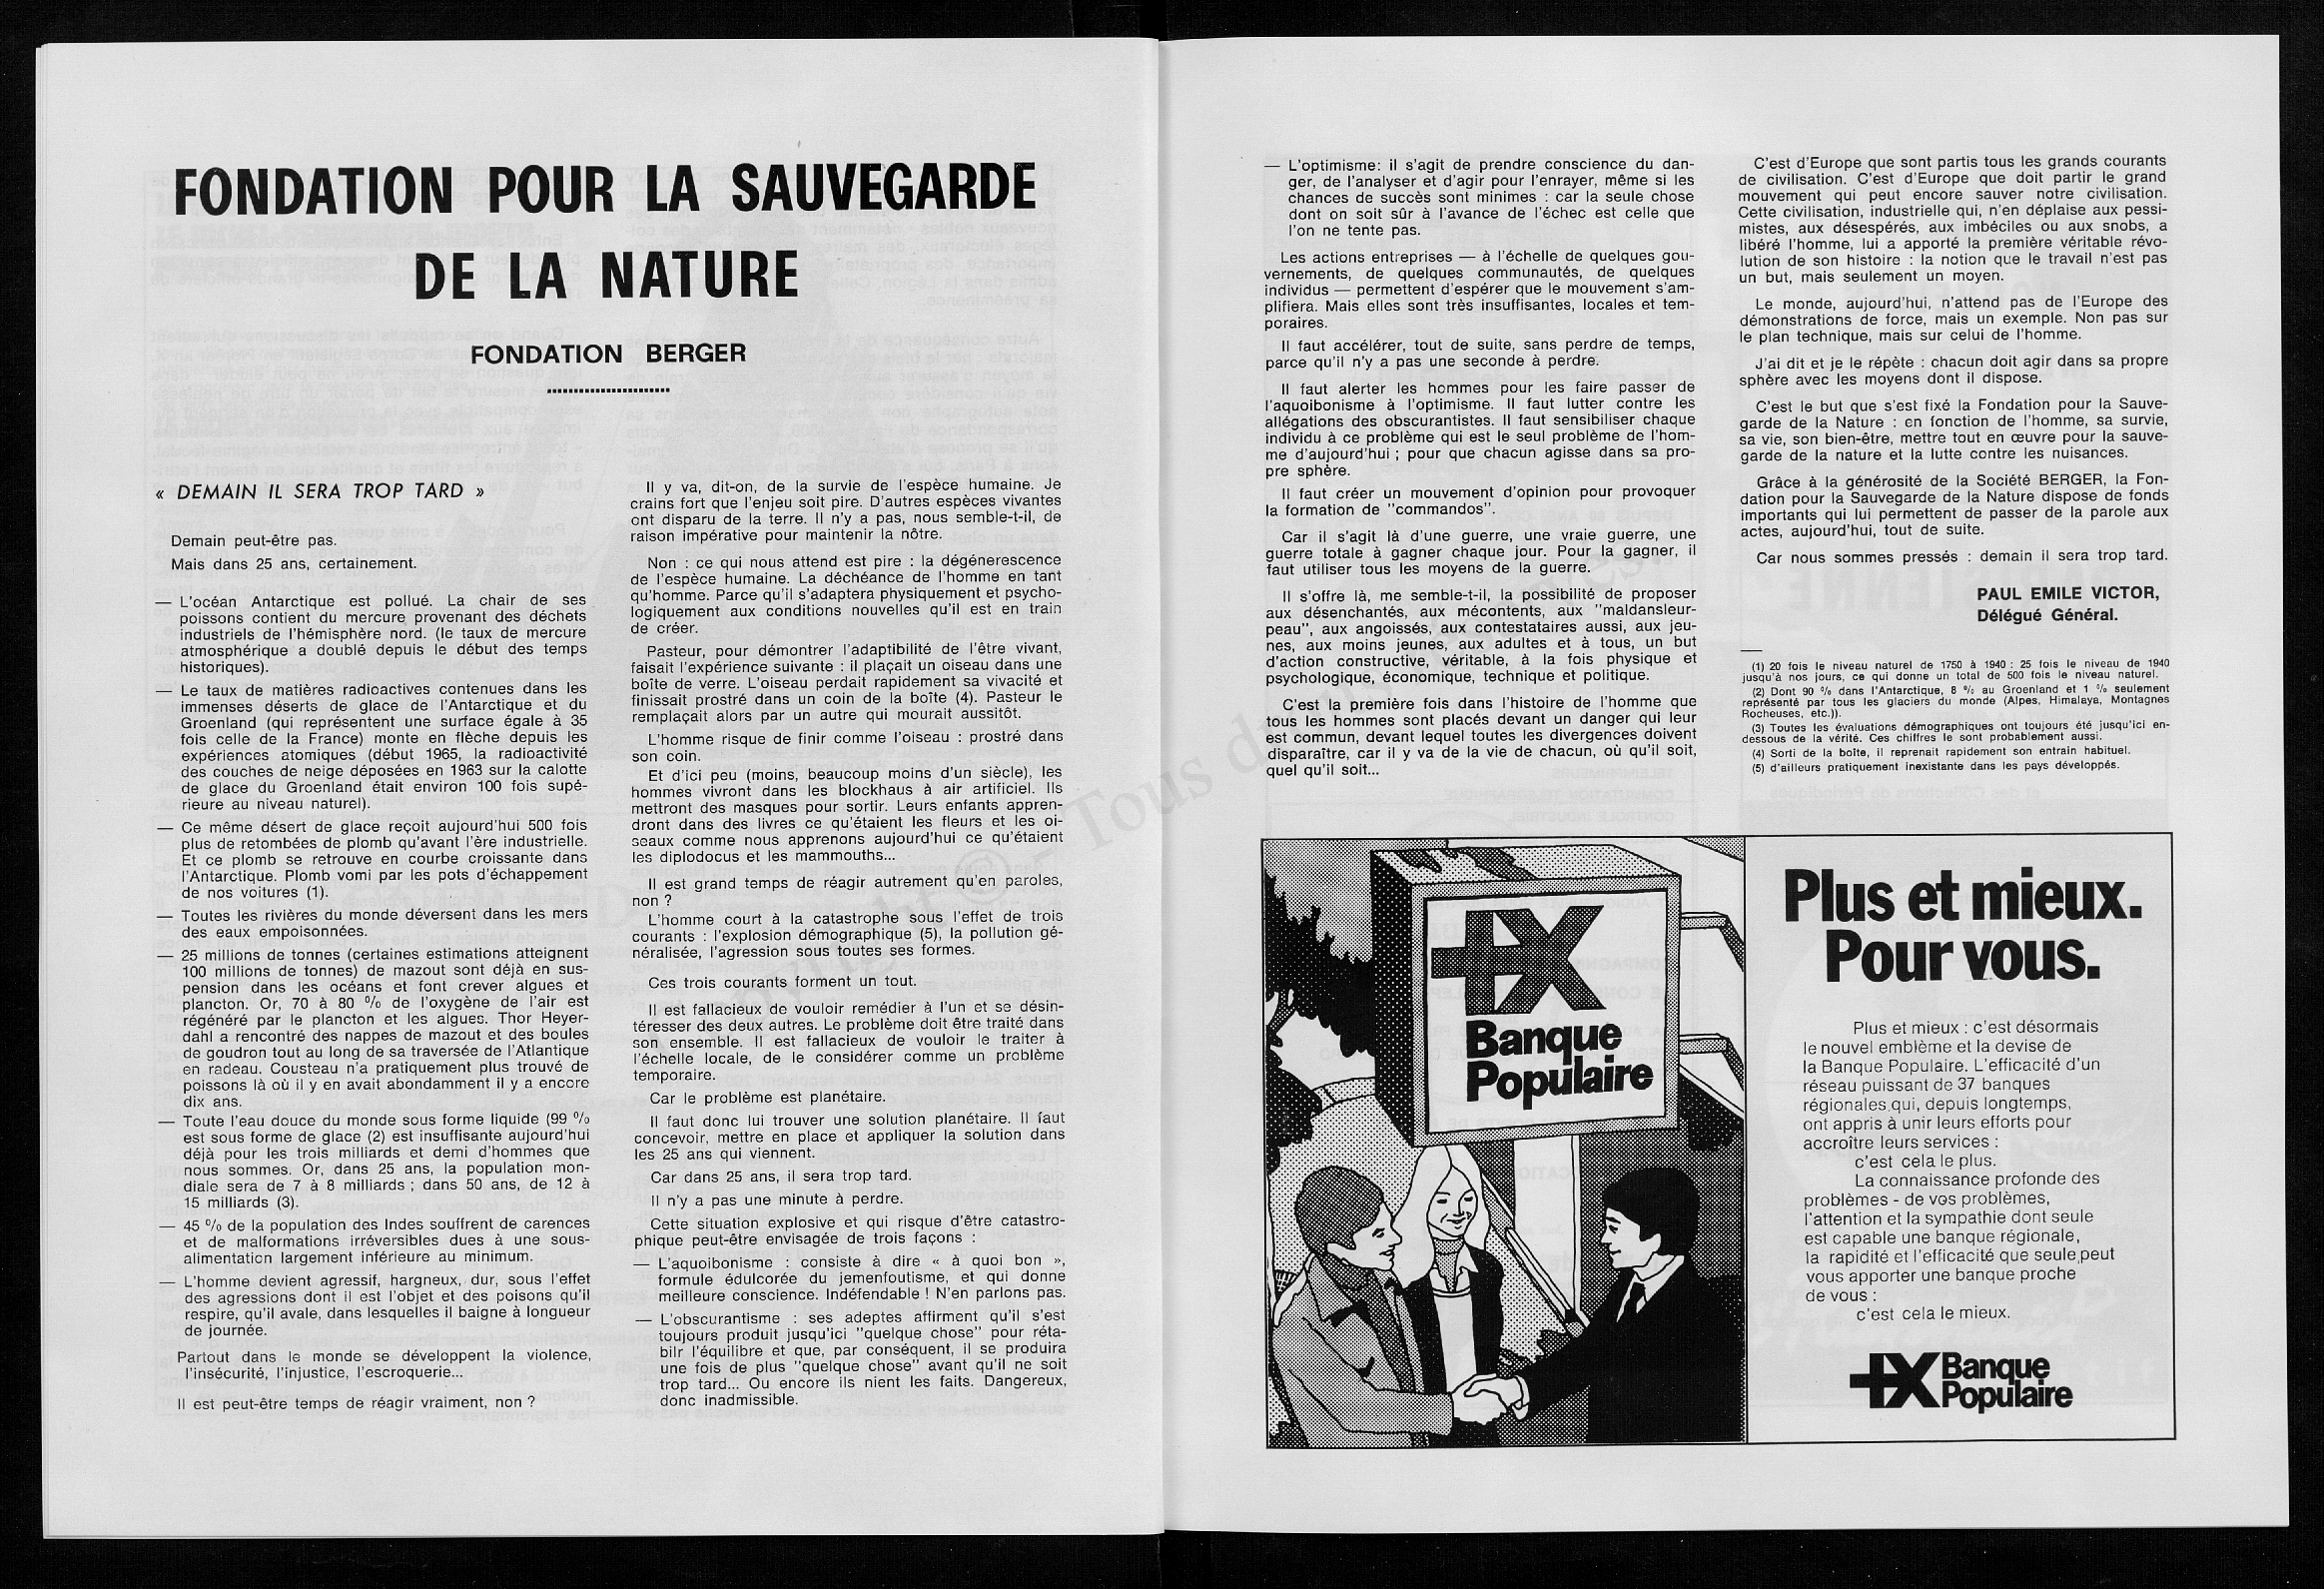 FONDATION POUR LA SAUVEGARDE
DE LA NATURE
FONDATION BERGER
« DEMAIN IL SERA TROP TARD »
Demain peut-être pas.
Mais dans 25 ans, certainement.
— L'océan Antarctique est pollué. La chair de ses
poissons contient du mercure provenant des déchets
industriels de l'hémisphère nord. (le taux de mercure
atmosphérique a doublé depuis le début des temps
historiques).
— Le taux de matières radioactives contenues dans les
immenses déserts de glace de l'Antarctique et du
Groenland (qui représentent une surface égale à 35
fois celle de la France) monte en flèche depuis les
expériences atomiques (début 1965, la radioactivité
des couches de neige déposées en 1963 sur la calotte
de glace du Groenland était environ 100 fois supé-
rieure au niveau naturel).
— Ce même désert de glace reçoit aujourd'hui 500 fois
plus de retombées de plomb qu'avant l'ère industrielle.
Et ce plomb se retrouve en courbe croissante dans
l'Antarctique. Plomb vomi par les pots d'échappement
de nos voitures (1).
— Toutes les rivières du monde déversent dans les mers
des eaux empoisonnées.
— 25 millions de tonnes (certaines estimations atteignent
100 millions de tonnes) de mazout sont déjà en sus-
pension dans les océans et font crever algues et
plancton. Or, 70 à 80 % de l'oxygène de l'air est
régénéré par le plancton et les algues. Thor Heyer-
dahl a rencontré des nappes de mazout et des boules
de goudron tout au long de sa traversée de l'Atlantique
en radeau. Cousteau n'a pratiquement plus trouvé de
poissons là où il y en avait abondamment il y a encore
dix ans.
— Toute l'eau douce du monde sous forme liquide (99 %
est sous forme de glace (2) est insuffisante aujourd'hui
déjà pour les trois milliards et demi d'hommes que
nous sommes. Or, dans 25 ans, la population mon-
diale sera de 7 à 8 milliards ; dans 50 ans, de 12 à
15 milliards (3).
— 45 % de la population des Indes souffrent de carences
et de malformations irréversibles dues à une sous-
alimentation largement inférieure au minimum.
— L'homme devient agressif, hargneux, dur, sous l'effet
des agressions dont il est l'objet et des poisons qu'il
respire, qu'il avale, dans lesquelles il baigne à longueur
de journée.
Partout dans le monde se développent la violence,
l'insécurité, l'injustice, l'escroquerie...
Il est peut-être temps de réagir vraiment, non ?
Il y va, dit-on, de la survie de l'espèce humaine. Je
crains fort que l'enjeu soit pire. D'autres espèces vivantes
ont disparu de la terre. Il n'y a pas, nous semble-t-il, de
raison impérative pour maintenir la nôtre.
Non : ce qui nous attend est pire : la dégénerescence
de l'espèce humaine. La déchéance de l'homme en tant
qu'homme. Parce qu'il s'adaptera physiquement et psycho-
logiquement aux conditions nouvelles qu'il est en train
de créer.
Pasteur, pour démontrer l'adaptibilité de l'être vivant,
faisait l'expérience suivante : il plaçait un oiseau dans une
boîte de verre. L'oiseau perdait rapidement sa vivacité et
finissait prostré dans un coin de la boîte (4). Pasteur le
remplaçait alors par un autre qui mourait aussitôt.
L'homme risque de finir comme l'oiseau : prostré dans
son coin.
Et d'ici peu (moins, beaucoup moins d'un siècle), les
hommes vivront dans les blockhaus à air artificiel. Ils
mettront des masques pour sortir. Leurs enfants appren-
dront dans des livres ce qu'étaient les fleurs et les oi-
seaux comme nous apprenons aujourd'hui ce qu'étaient
les diplodocus et les mammouths...
Il est grand temps de réagir autrement qu'en paroles,
non ?
L'homme court à la catastrophe sous l'effet de trois
courants : l'explosion démographique (5), la pollution gé-
néralisée, l'agression sous toutes ses formes.
Ces trois courants forment un tout.
Il est fallacieux de vouloir remédier à l'un et se désin-
téresser des deux autres. Le problème doit être traité dans
son ensemble. Il est fallacieux de vouloir le traiter à
l'échelle locale, de le considérer comme un problème
temporaire.
Car le problème est planétaire.
Il faut donc lui trouver une solution planétaire. Il faut
concevoir, mettre en place et appliquer la solution dans
les 25 ans qui viennent.
Car dans 25 ans, il sera trop tard.
Il n'y a pas une minute à perdre.
Cette situation explosive et qui risque d'être catastro-
phique peut-être envisagée de trois façons :
— L'aquoibonisme : consiste à dire « à quoi bon »,
formule édulcorée du jemenfoutisme, et qui donne
meilleure conscience. Indéfendable ! N'en parlons pas.
— L'obscurantisme : ses adeptes affirment qu'il s'est
toujours produit jusqu'ici "quelque chose" pour réta-
bilr l'équilibre et que, par conséquent, il se produira
une fois de plus "quelque chose" avant qu'il ne soit
trop tard... Ou encore ils nient les faits. Dangereux,
donc inadmissible.
— L'optimisme: il s'agit de prendre conscience du dan-
ger, de l'analyser et d'agir pour l'enrayer, même si les
chances de succès sont minimes : car la seule chose
dont on soit sûr à l'avance de l'échec est celle que
l'on ne tente pas.
Les actions entreprises — à l'échelle de quelques gou-
vernements, de quelques communautés, de quelques
individus — permettent d'espérer que le mouvement s'am-
plifiera. Mais elles sont très insuffisantes, locales et tem-
poraires.
Il faut accélérer, tout de suite, sans perdre de temps,
parce qu'il n'y a pas une seconde à perdre.
Il faut alerter les hommes pour les faire passer de
l'aquoibonisme à l'optimisme. Il faut lutter contre les
allégations des obscurantistes. Il faut sensibiliser chaque
individu à ce problème qui est le seul problème de l'hom-
me d'aujourd'hui ; pour que chacun agisse dans sa pro-
pre sphère.
Il faut créer un mouvement d'opinion pour provoquer
la formation de "commandos".
Car il s'agit là d'une guerre, une vraie guerre, une
guerre totale à gagner chaque jour. Pour la gagner, il
faut utiliser tous les moyens de la guerre.
Il s'offre là, me semble-t-il, la possibilité de proposer
aux désenchantés, aux mécontents, aux "maldansleur-
peau", aux angoissés, aux contestataires aussi, aux jeu-
nes, aux moins jeunes, aux adultes et à tous, un but
d'action constructive, véritable, à la fois physique et
psychologique, économique, technique et politique.
C'est la première fois dans l'histoire de l'homme que
tous les hommes sont placés devant un danger qui leur
est commun, devant lequel toutes les divergences doivent
disparaître, car il y va de la vie de chacun, où qu'il soit,
quel qu'il soit...
C'est d'Europe que sont partis tous les grands courants
de civilisation. C'est d'Europe que doit partir le grand
mouvement qui peut encore sauver notre civilisation.
Cette civilisation, industrielle qui, n'en déplaise aux pessi-
mistes, aux désespérés, aux imbéciles ou aux snobs, a
libéré l'homme, lui a apporté la première véritable révo-
lution de son histoire : la notion que le travail n'est pas
un but, mais seulement un moyen.
Le monde, aujourd'hui, n'attend pas de l'Europe des
démonstrations de force, mais un exemple. Non pas sur
le plan technique, mais sur celui de l'homme.
J'ai dit et je le répète : chacun doit agir dans sa propre
sphère avec les moyens dont il dispose.
C'est le but que s'est fixé la Fondation pour la Sauve-
garde de la Nature : en fonction de l'homme, sa survie,
sa vie, son bien-être, mettre tout en œuvre pour la sauve-
garde de la nature et la lutte contre les nuisances.
Grâce à la générosité de la Société BERGER, la Fon-
dation pour la Sauvegarde de la Nature dispose de fonds
importants qui lui permettent de passer de la parole aux
actes, aujourd'hui, tout de suite.
Car nous sommes pressés : demain il sera trop tard.
PAUL EMILE VICTOR,
Délégué Général.
(1) 20 fois le niveau naturel de 1750 à 1940 : 25 fois le niveau de 1940
jusqu'à nos jours, ce qui donne un total de 500 fois le niveau naturel.
(2) Dont 90 % dans l'Antarctique, 8 % au Groenland et 1 % seulement
représenté par tous les glaciers du monde (Alpes, Himalaya, Montagnes
Rocheuses, etc.)).
(3) Toutes les évaluations démographiques ont toujours été jusqu'ici en-
dessous de la vérité. Ces chiffres le sont probablement aussi.
(4) Sorti de la boîte, il reprenait rapidement son entrain habituel.
(5) d'ailleurs pratiquement inexistante dans les pays développés.
Banque
Populaire
Plus et mieux.
Pour vous.
Plus et mieux : c'est désormais
le nouvel emblème et la devise de
la Banque Populaire. L'efficacité d'un
réseau puissant de 37 banques
régionales qui, depuis longtemps,
ont appris à unir leurs efforts pour
accroître leurs services :
c'est cela le plus.
La connaissance profonde des
problèmes - de vos problèmes,
l'attention et la sympathie dont seule
est capable une banque régionale,
la rapidité et l'efficacité que seule peut
vous apporter une banque proche
de vous :
c'est cela le mieux.
Banque
Populaire
© - Tous